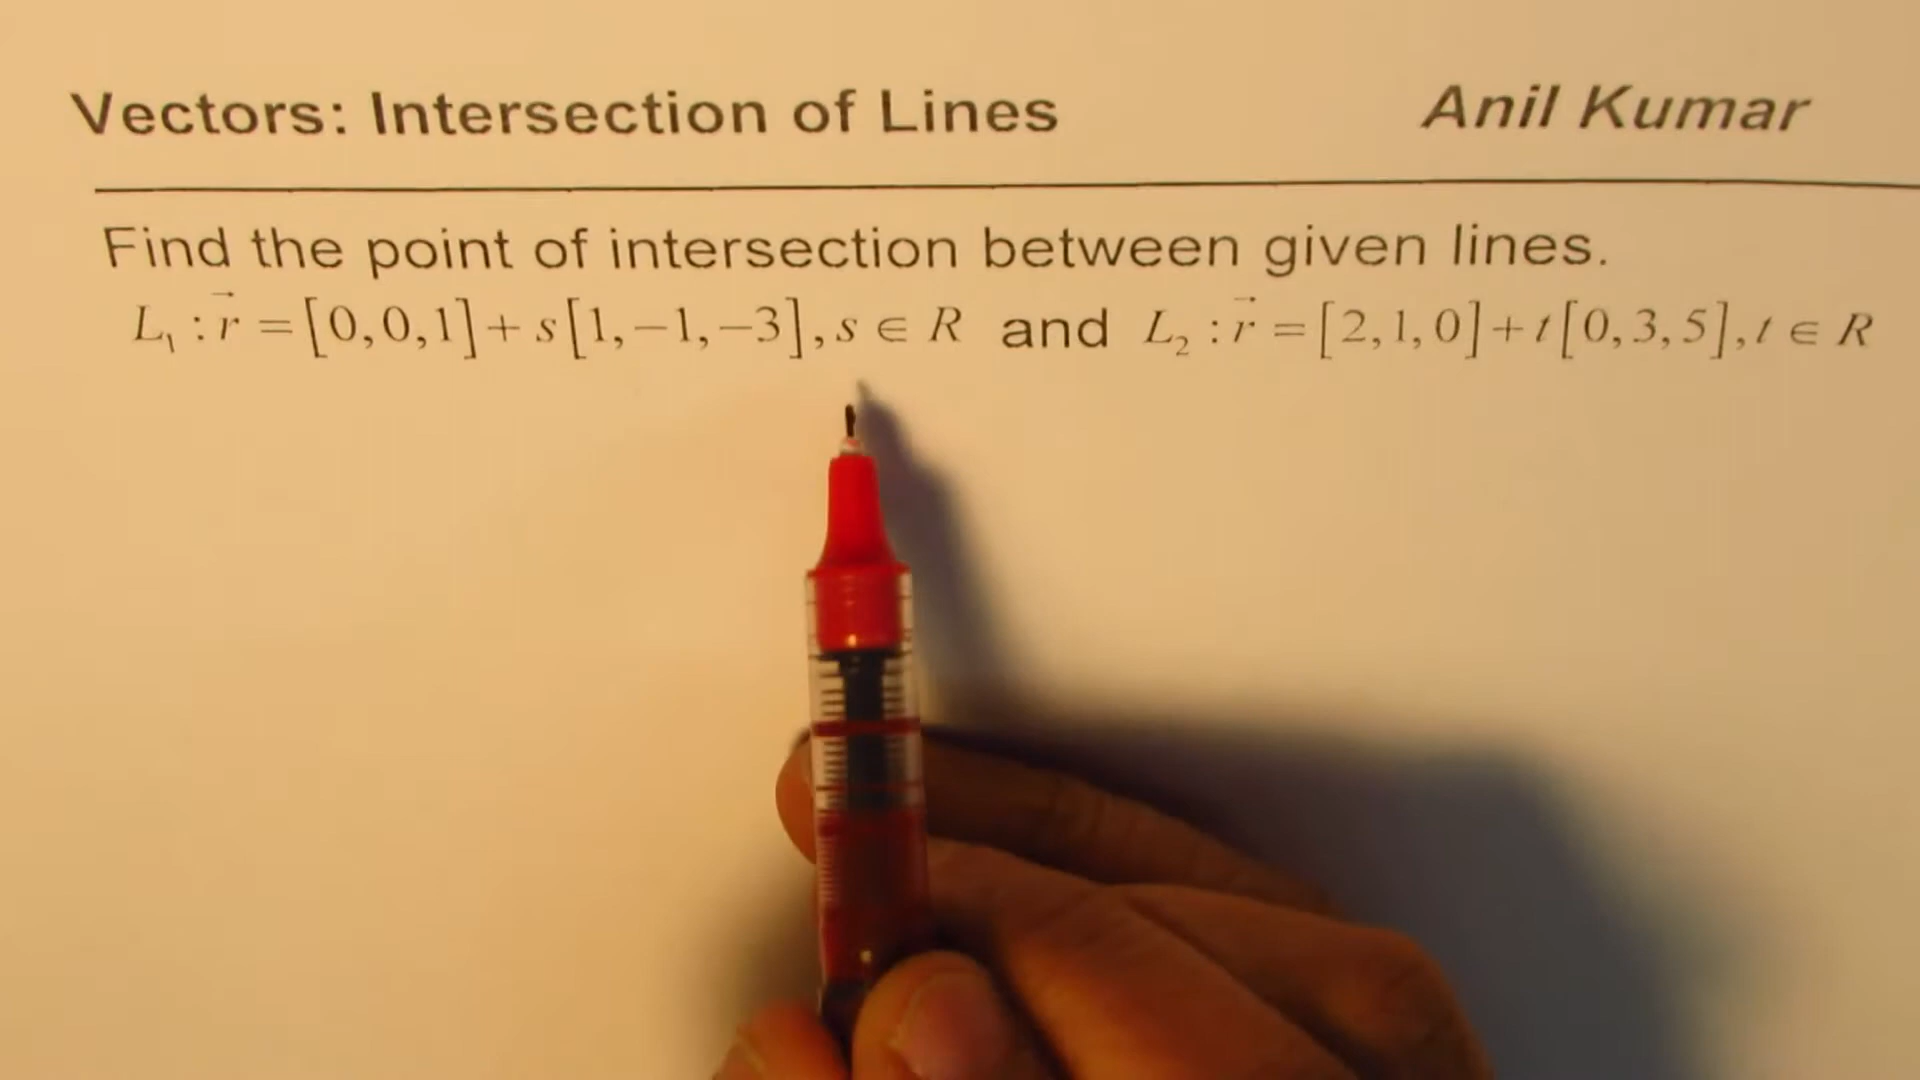 Vectors: Intersection of Lines Anil Kumar
Find the point of intersection between given lines.
L₁ : r⃗ = [0,0,1] + s[1,−1,−3], s ∈ R and L₂ : r⃗ = [2,1,0] + t[0,3,5], t ∈ R